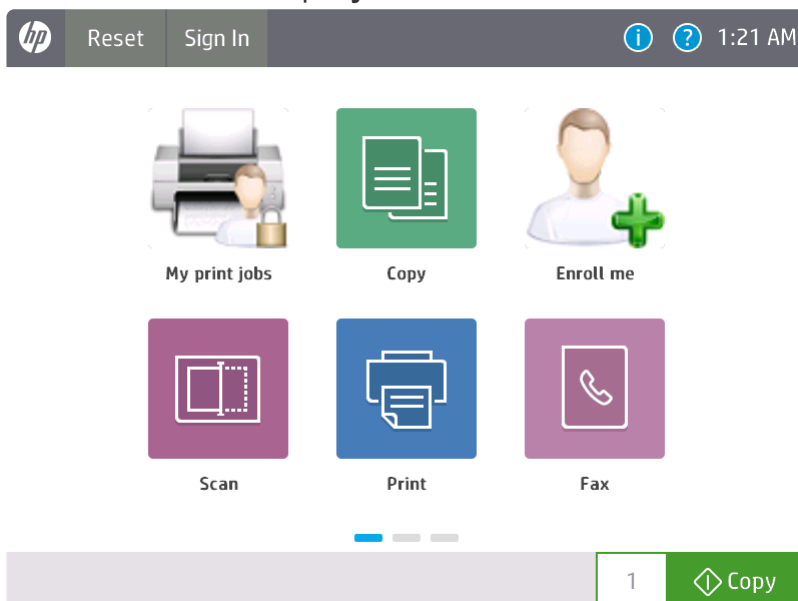 hp Reset Sign In i ? 1:21 AM
My print jobs Copy Enroll me
Scan Print Fax
1 Copy